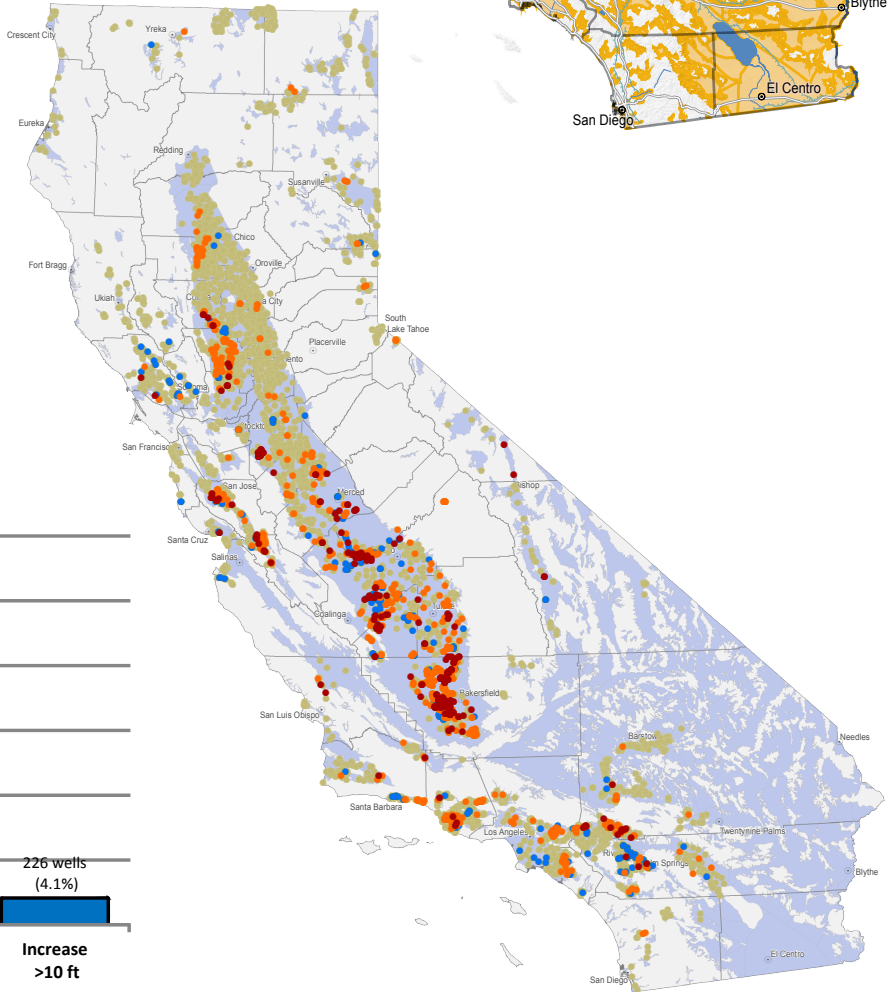 Blythe
El Centro
San Diego
Crescent City
Yreka
Eureka
Redding
Susanville
Chico
Fort Bragg
Oroville
Ukiah
South
Lake Tahoe
Placerville
San Francisco
San Jose
Merced
Bishop
Santa Cruz
Salinas
Coalinga
Bakersfield
San Luis Obispo
Barstow
Needles
Santa Barbara
Los Angeles
Twentynine Palms
Blythe
El Centro
San Diego
226 wells
(4.1%)
Increase
>10 ft